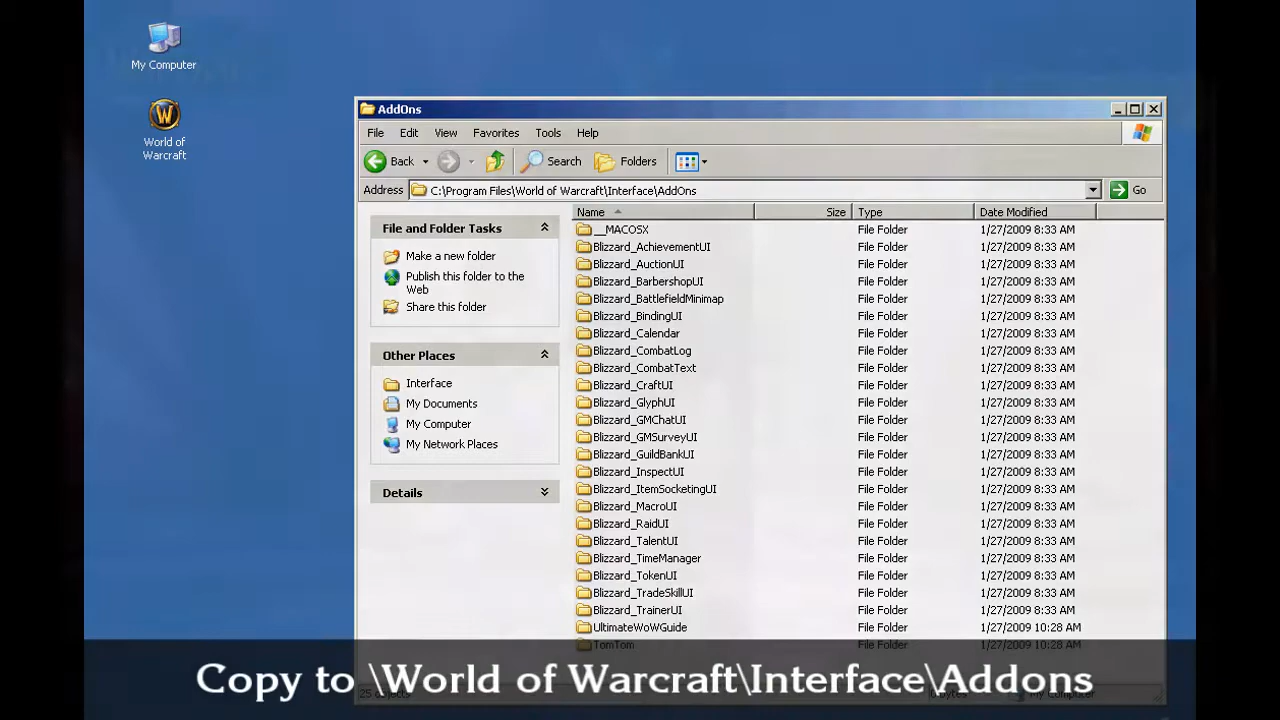 My Computer
World of
Warcraft
AddOns
File Edit View Favorites Tools Help
Back Search Folders
Address C:\Program Files\World of Warcraft\Interface\AddOns Go
File and Folder Tasks
Make a new folder
Publish this folder to the
Web
Share this folder
Other Places
Interface
My Documents
My Computer
My Network Places
Details
Name Size Type Date Modified
__MACOSX File Folder 1/27/2009 8:33 AM
Blizzard_AchievementUI File Folder 1/27/2009 8:33 AM
Blizzard_AuctionUI File Folder 1/27/2009 8:33 AM
Blizzard_BarbershopUI File Folder 1/27/2009 8:33 AM
Blizzard_BattlefieldMinimap File Folder 1/27/2009 8:33 AM
Blizzard_BindingUI File Folder 1/27/2009 8:33 AM
Blizzard_Calendar File Folder 1/27/2009 8:33 AM
Blizzard_CombatLog File Folder 1/27/2009 8:33 AM
Blizzard_CombatText File Folder 1/27/2009 8:33 AM
Blizzard_CraftUI File Folder 1/27/2009 8:33 AM
Blizzard_GlyphUI File Folder 1/27/2009 8:33 AM
Blizzard_GMChatUI File Folder 1/27/2009 8:33 AM
Blizzard_GMSurveyUI File Folder 1/27/2009 8:33 AM
Blizzard_GuildBankUI File Folder 1/27/2009 8:33 AM
Blizzard_InspectUI File Folder 1/27/2009 8:33 AM
Blizzard_ItemSocketingUI File Folder 1/27/2009 8:33 AM
Blizzard_MacroUI File Folder 1/27/2009 8:33 AM
Blizzard_RaidUI File Folder 1/27/2009 8:33 AM
Blizzard_TalentUI File Folder 1/27/2009 8:33 AM
Blizzard_TimeManager File Folder 1/27/2009 8:33 AM
Blizzard_TokenUI File Folder 1/27/2009 8:33 AM
Blizzard_TradeSkillUI File Folder 1/27/2009 8:33 AM
Blizzard_TrainerUI File Folder 1/27/2009 8:33 AM
UltimateWoWGuide File Folder 1/27/2009 10:28 AM
TomTom File Folder 1/27/2009 10:28 AM
Copy to \World of Warcraft\Interface\Addons
25 objects My Computer